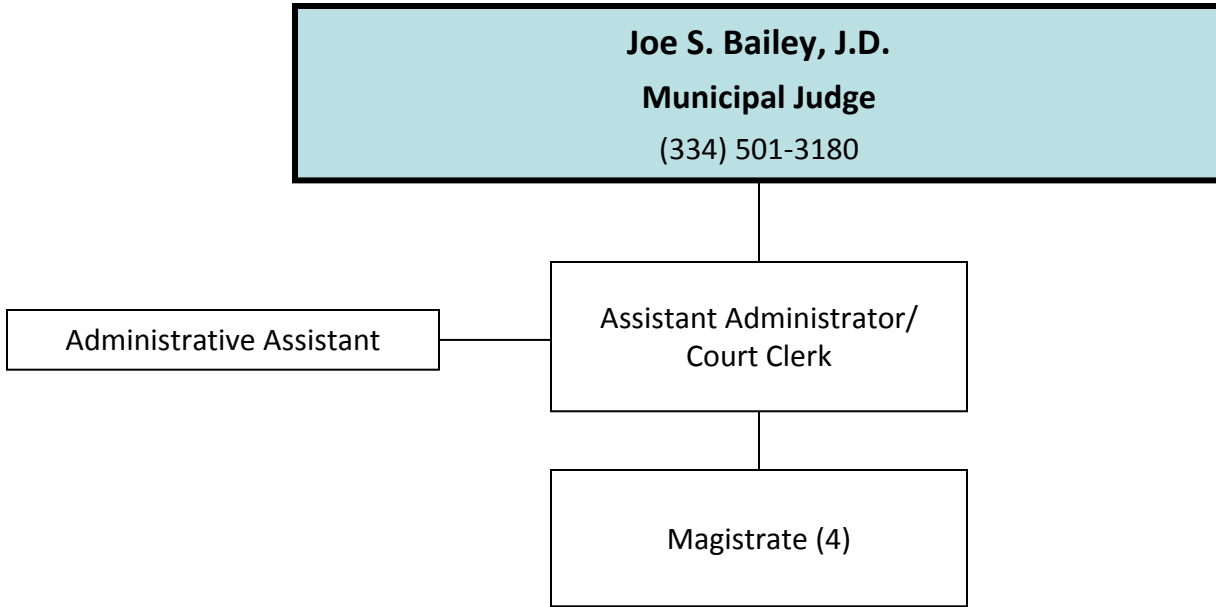 Joe S. Bailey, J.D.
Municipal Judge
(334) 501-3180
Administrative Assistant
Assistant Administrator/
Court Clerk
Magistrate (4)